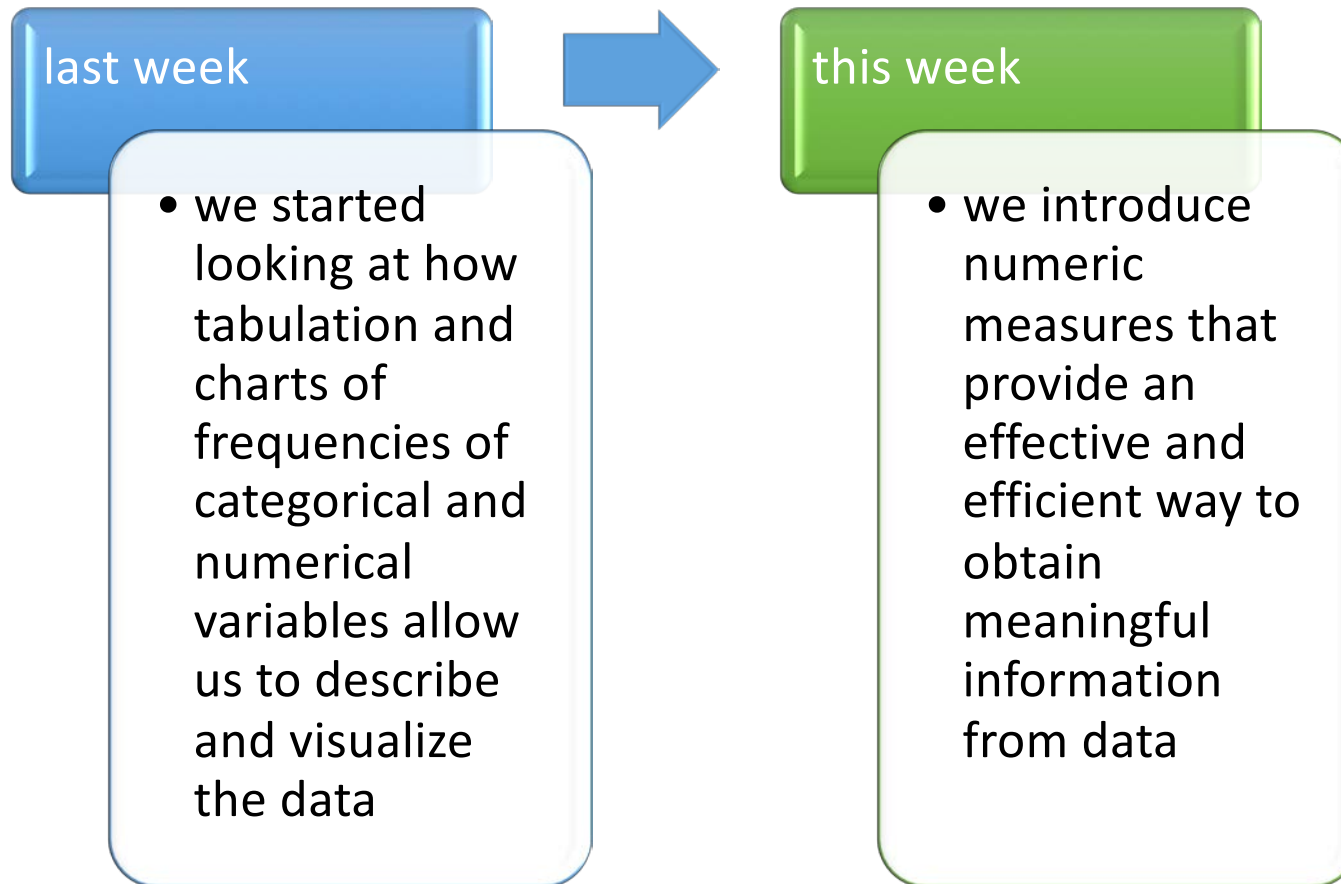 last week
• we started
looking at how
tabulation and
charts of
frequencies of
categorical and
numerical
variables allow
us to describe
and visualize
the data
this week
• we introduce
numeric
measures that
provide an
effective and
efficient way to
obtain
meaningful
information
from data